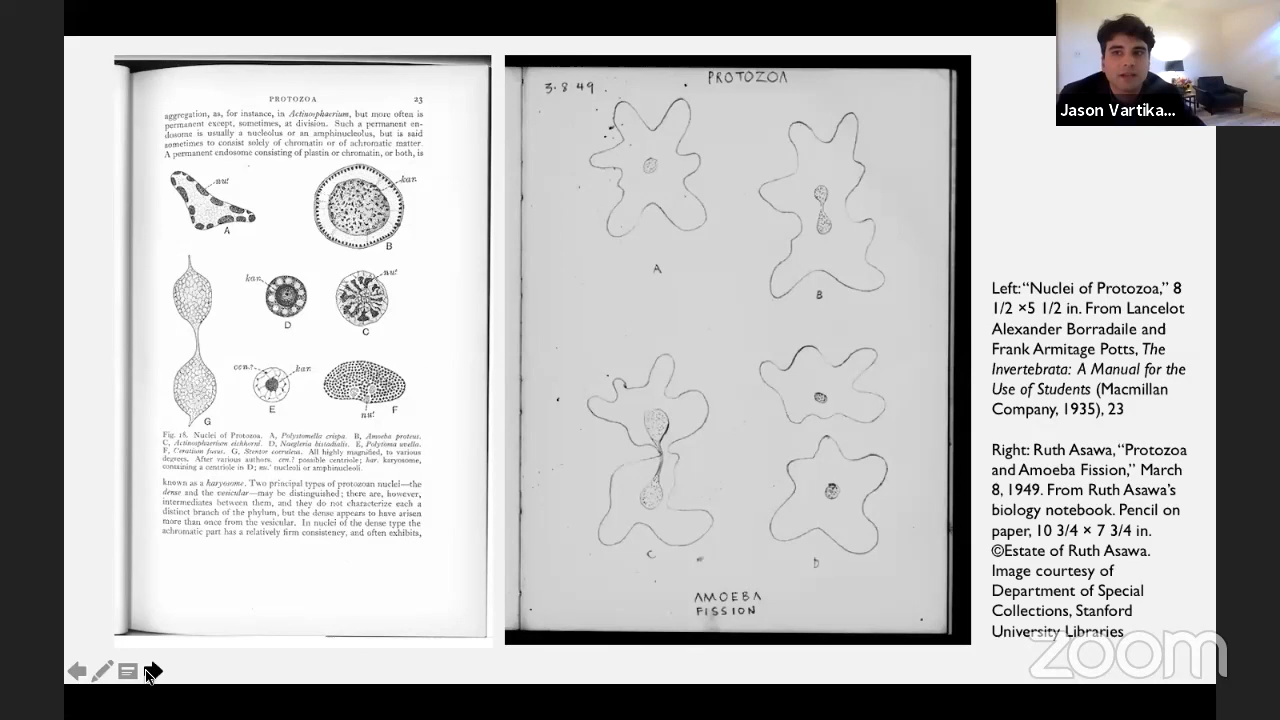 PROTOZOA 23
aggregation, as, for instance, in Actinosphaerium, but more often is
permanent except, sometimes, at division. Such a permanent en-
dosome is usually a nucleolus or an amphinucleolus, but is said
sometimes to consist solely of chromatin or of achromatic matter.
A permanent endosome consisting of plastin or chromatin, or both, is
nu!
kar.
A
B
kar.
nu!
D
C
cen.?
kar.
E
nu!
F
G
Fig. 16. Nuclei of Protozoa. A, Polystomella crispa. B, Amoeba proteus.
C, Actinosphaerium eichhorni. D, Naegleria bistadialis. E, Polytoma uvella.
F, Ceratium fusus. G, Stentor coeruleus. All highly magnified, to various
degrees. After various authors. cen.? possible centriole; kar. karyosome,
containing a centriole in D; nu.' nucleoli or amphinucleoli.
known as a karyosome. Two principal types of protozoan nuclei—the
dense and the vesicular—may be distinguished; there are, however,
intermediates between them, and they do not characterize each a
distinct branch of the phylum, but the dense appears to have arisen
more than once from the vesicular. In nuclei of the dense type the
achromatic part has a relatively firm consistency, and often exhibits,
3.8.49.
PROTOZOA
A
B
C
D
AMOEBA
FISSION
Jason Vartika...
Left: “Nuclei of Protozoa,” 8
1/2 ×5 1/2 in. From Lancelot
Alexander Borradaile and
Frank Armitage Potts, The
Invertebrata: A Manual for the
Use of Students (Macmillan
Company, 1935), 23
Right: Ruth Asawa, “Protozoa
and Amoeba Fission,” March
8, 1949. From Ruth Asawa’s
biology notebook. Pencil on
paper, 10 3/4 × 7 3/4 in.
©Estate of Ruth Asawa.
Image courtesy of
Department of Special
Collections, Stanford
University Libraries
zoom